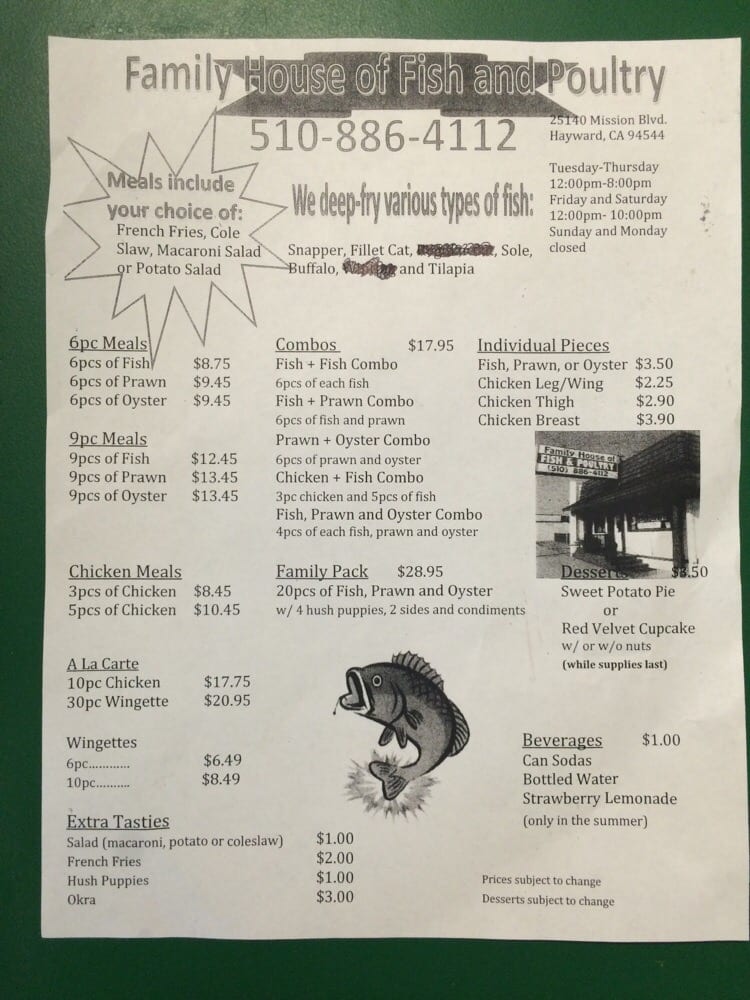 Family House of Fish and Poultry
510-886-4112
25140 Mission Blvd.
Hayward, CA 94544
Tuesday-Thursday
12:00pm-8:00pm
Friday and Saturday
12:00pm- 10:00pm
Sunday and Monday
closed
Meals include
your choice of:
French Fries, Cole
Slaw, Macaroni Salad
or Potato Salad
We deep-fry various types of fish:
Snapper, Fillet Cat, , Sole,
Buffalo, and Tilapia
6pc Meals
6pcs of Fish $8.75
6pcs of Prawn $9.45
6pcs of Oyster $9.45
9pc Meals
9pcs of Fish $12.45
9pcs of Prawn $13.45
9pcs of Oyster $13.45
Combos $17.95
Fish + Fish Combo
6pcs of each fish
Fish + Prawn Combo
6pcs of fish and prawn
Prawn + Oyster Combo
6pcs of prawn and oyster
Chicken + Fish Combo
3pc chicken and 5pcs of fish
Fish, Prawn and Oyster Combo
4pcs of each fish, prawn and oyster
Individual Pieces
Fish, Prawn, or Oyster $3.50
Chicken Leg/Wing $2.25
Chicken Thigh $2.90
Chicken Breast $3.90
Family House of
FISH & POULTRY
(510) 886-4112
Chicken Meals
3pcs of Chicken $8.45
5pcs of Chicken $10.45
Family Pack $28.95
20pcs of Fish, Prawn and Oyster
w/ 4 hush puppies, 2 sides and condiments
Desserts $3.50
Sweet Potato Pie
or
Red Velvet Cupcake
w/ or w/o nuts
(while supplies last)
A La Carte
10pc Chicken $17.75
30pc Wingette $20.95
Wingettes
6pc............ $6.49
10pc.......... $8.49
Beverages $1.00
Can Sodas
Bottled Water
Strawberry Lemonade
(only in the summer)
Extra Tasties
Salad (macaroni, potato or coleslaw) $1.00
French Fries $2.00
Hush Puppies $1.00
Okra $3.00
Prices subject to change
Desserts subject to change